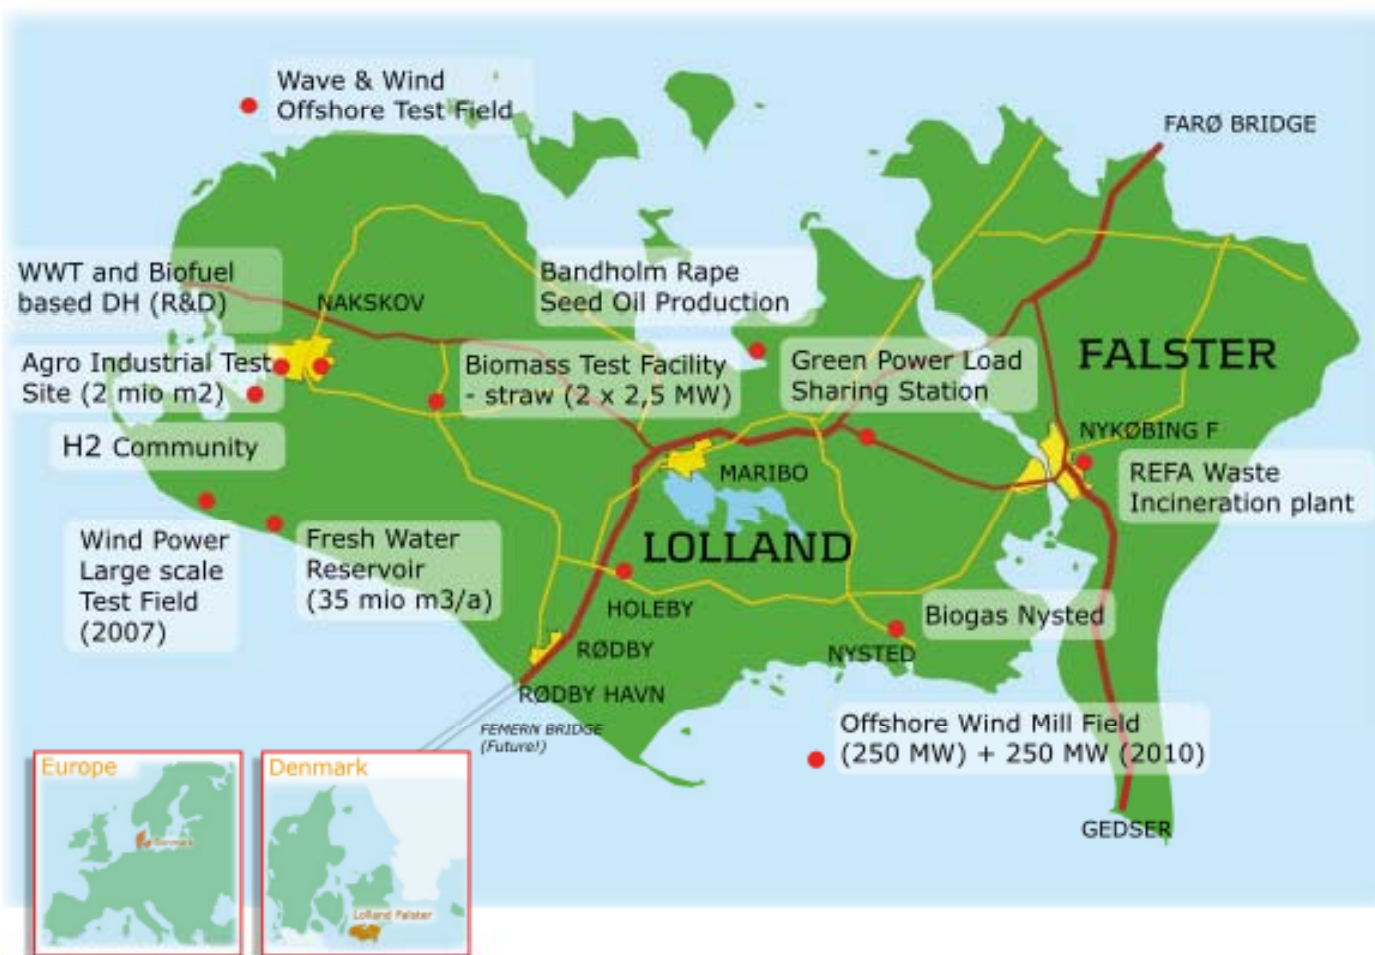 Wave & Wind
Offshore Test Field
FARØ BRIDGE
WWT and Biofuel
based DH (R&D)
NAKSKOV
Bandholm Rape
Seed Oil Production
Agro Industrial Test
Site (2 mio m2)
Biomass Test Facility
- straw (2 x 2,5 MW)
Green Power Load
Sharing Station
FALSTER
H2 Community
MARIBO
NYKØBING F
REFA Waste
Incineration plant
Wind Power
Large scale
Test Field
(2007)
Fresh Water
Reservoir
(35 mio m3/a)
LOLLAND
HOLEBY
Biogas Nysted
RØDBY
NYSTED
RØDBY HAVN
FEMERN BRIDGE
(Future!)
Offshore Wind Mill Field
(250 MW) + 250 MW (2010)
GEDSER
Europe
Denmark
Denmark
Lolland Falster